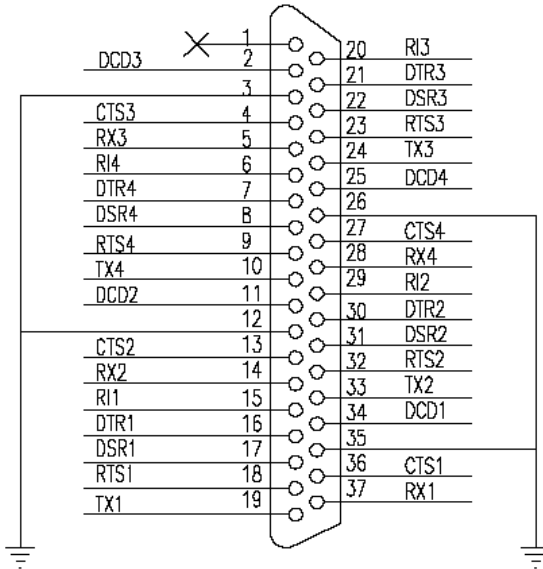 1
DCD3 2
3
CTS3 4
RX3 5
RI4 6
DTR4 7
DSR4 8
RTS4 9
TX4 10
DCD2 11
12
CTS2 13
RX2 14
RI1 15
DTR1 16
DSR1 17
RTS1 18
TX1 19
20 RI3
21 DTR3
22 DSR3
23 RTS3
24 TX3
25 DCD4
26
27 CTS4
28 RX4
29 RI2
30 DTR2
31 DSR2
32 RTS2
33 TX2
34 DCD1
35
36 CTS1
37 RX1